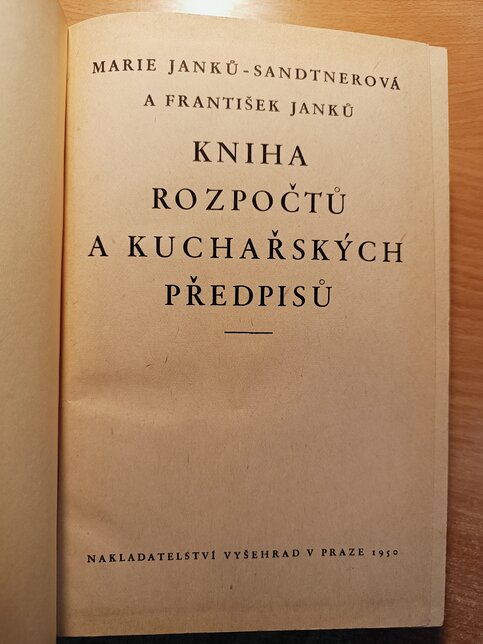 MARIE JANKŮ-SANDTNEROVÁ
A FRANTIŠEK JANKŮ
KNIHA
ROZPOČTŮ
A KUCHAŘSKÝCH
PŘEDPISŮ
NAKLADATELSTVÍ VYŠEHRAD V PRAZE 1950